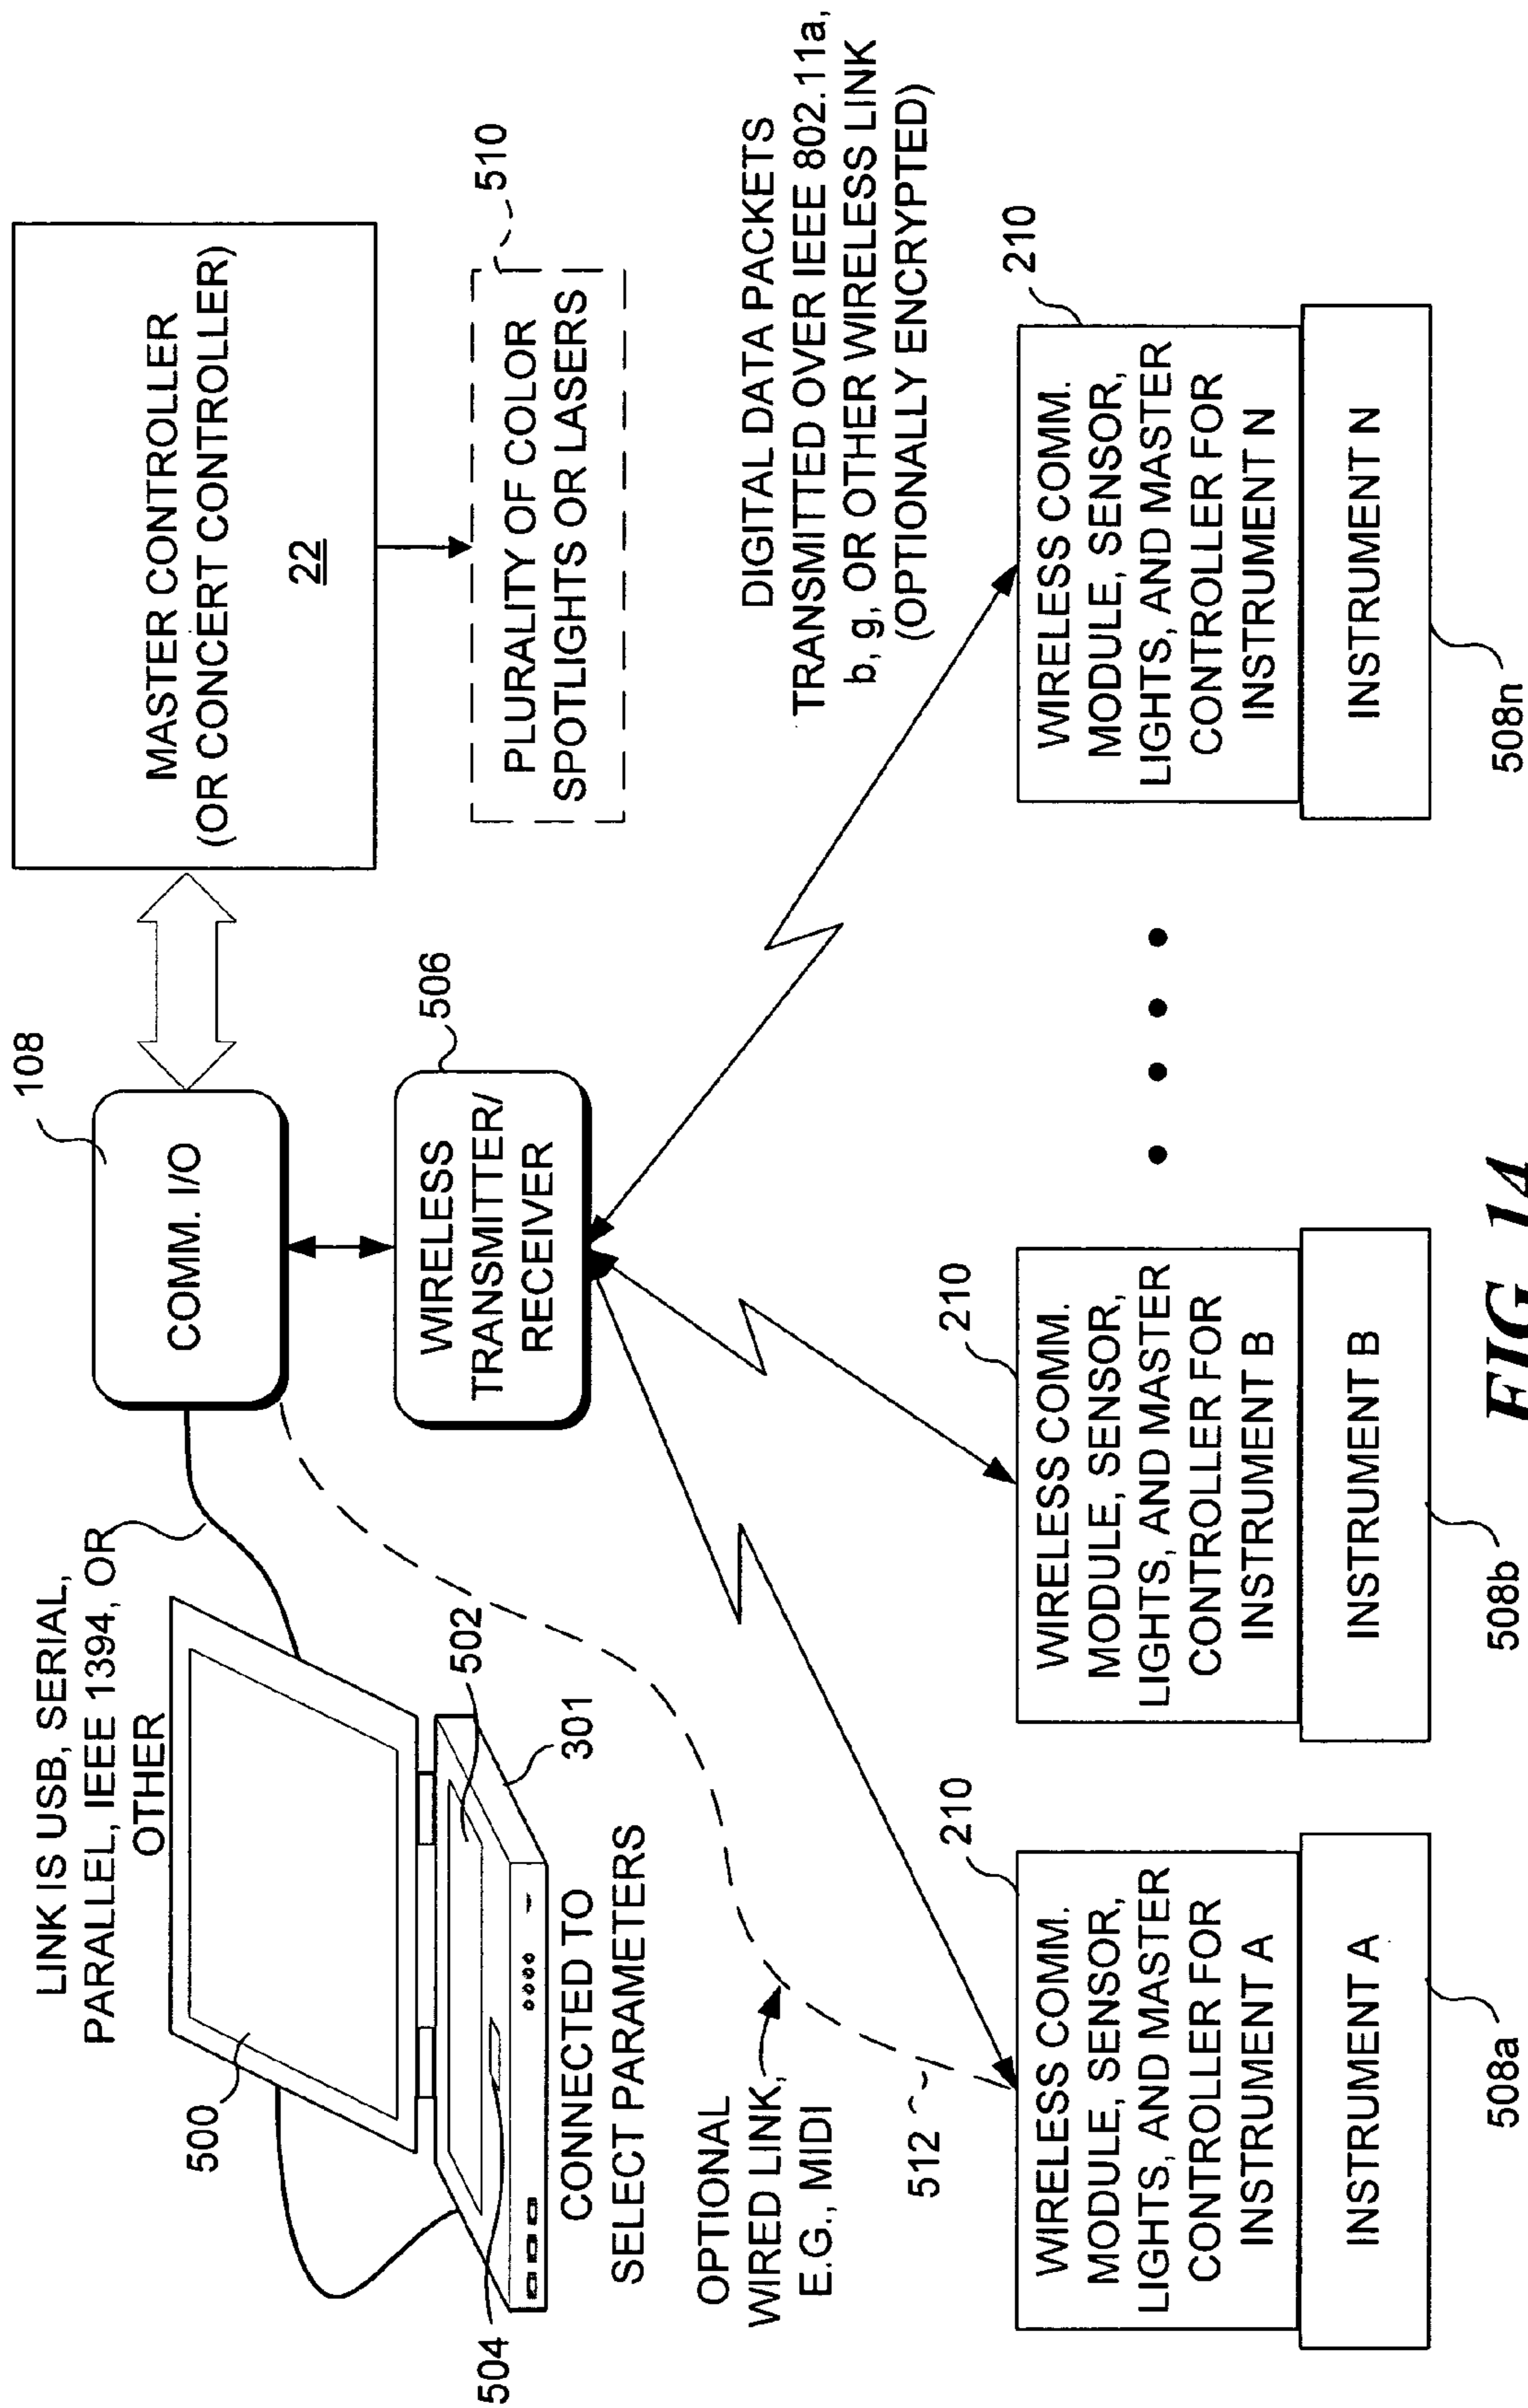 LINK IS USB, SERIAL,
PARALLEL, IEEE 1394, OR
OTHER
500
502
301
504
CONNECTED TO
SELECT PARAMETERS
108
COMM. I/O
MASTER CONTROLLER
(OR CONCERT CONTROLLER)
22
506
WIRELESS
TRANSMITTER/
RECEIVER
510
PLURALITY OF COLOR
SPOTLIGHTS OR LASERS
OPTIONAL
WIRED LINK,
E.G., MIDI
512
DIGITAL DATA PACKETS
TRANSMITTED OVER IEEE 802.11a,
b, g, OR OTHER WIRELESS LINK
(OPTIONALLY ENCRYPTED)
210
WIRELESS COMM.
MODULE, SENSOR,
LIGHTS, AND MASTER
CONTROLLER FOR
INSTRUMENT A
INSTRUMENT A
508a
210
WIRELESS COMM.
MODULE, SENSOR,
LIGHTS, AND MASTER
CONTROLLER FOR
INSTRUMENT B
INSTRUMENT B
508b
210
WIRELESS COMM.
MODULE, SENSOR,
LIGHTS, AND MASTER
CONTROLLER FOR
INSTRUMENT N
INSTRUMENT N
508n
FIG. 14